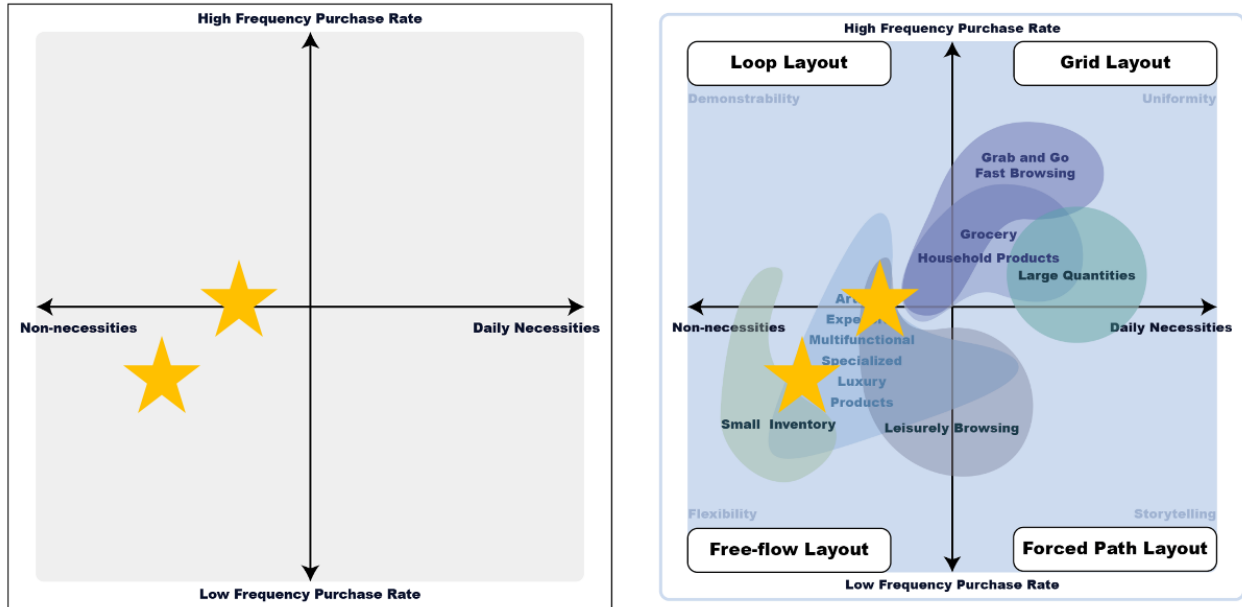 High Frequency Purchase Rate
Non-necessities
Daily Necessities
Low Frequency Purchase Rate
High Frequency Purchase Rate
Loop Layout
Grid Layout
Demonstrability
Uniformity
Grab and Go
Fast Browsing
Grocery
Household Products
Large Quantities
Non-necessities
Daily Necessities
Multifunctional
Specialized
Luxury
Products
Small Inventory
Leisurely Browsing
Flexibility
Storytelling
Free-flow Layout
Forced Path Layout
Low Frequency Purchase Rate